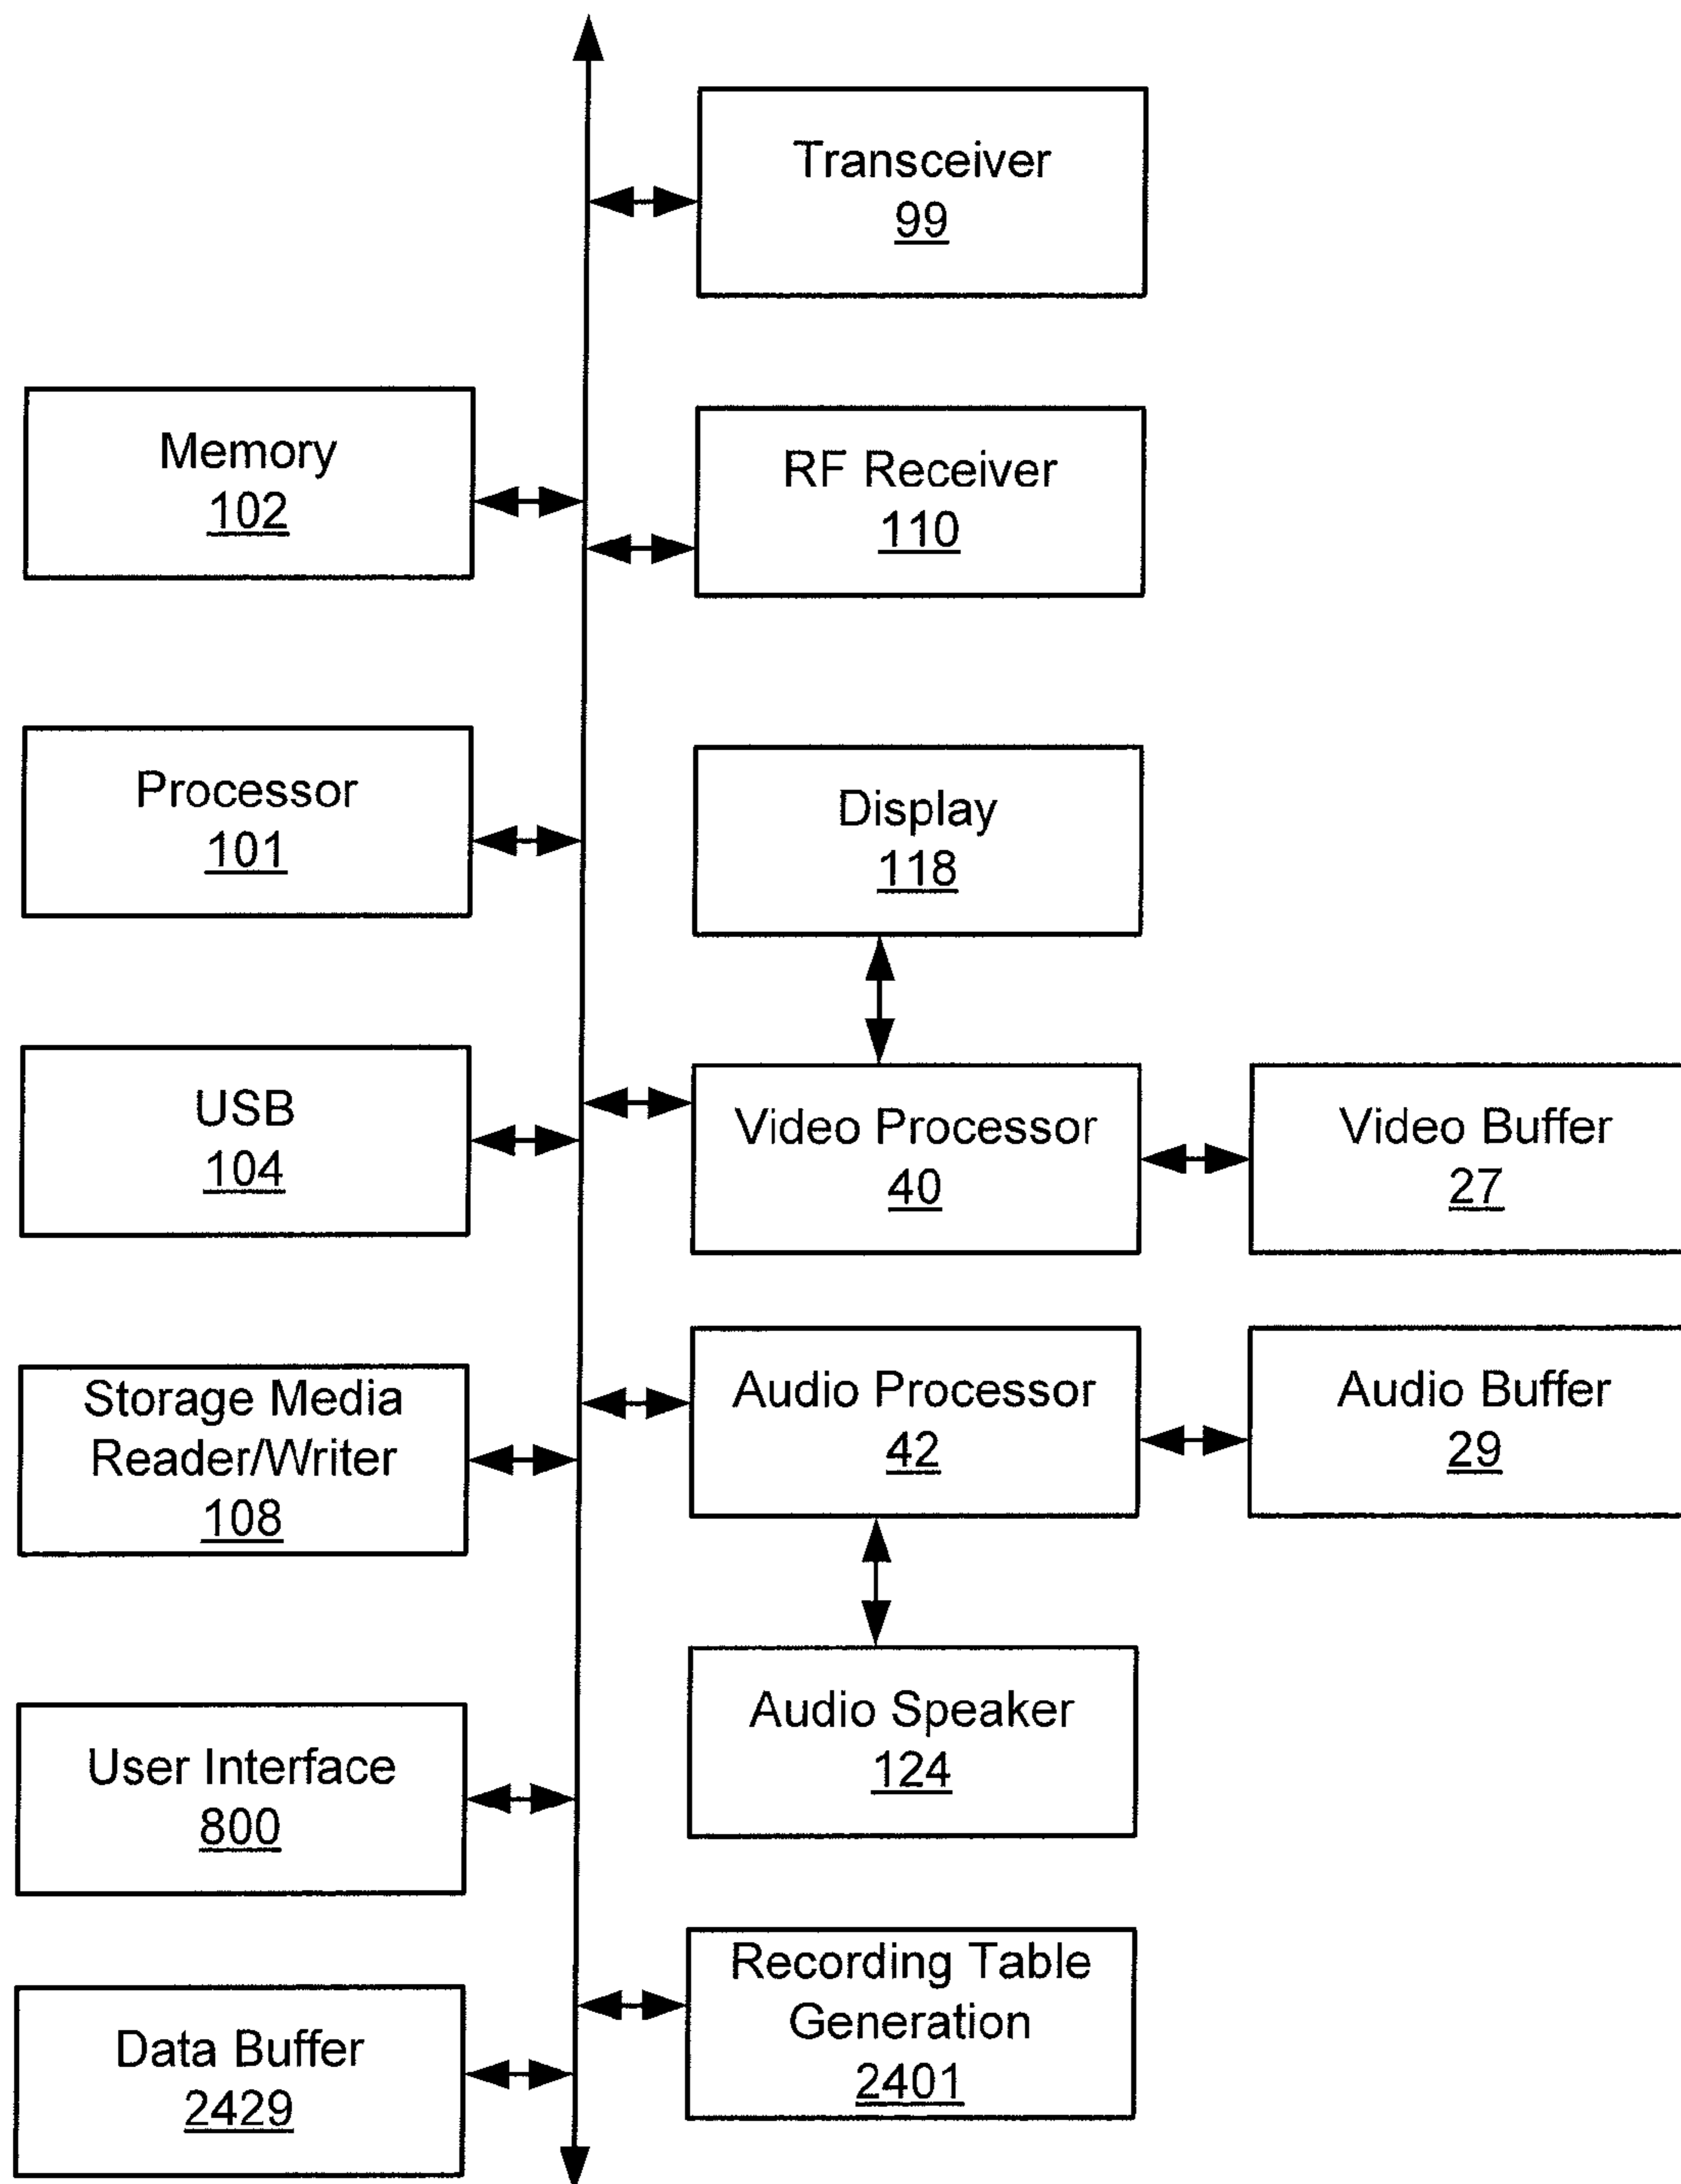 Transceiver
99
Memory
102
RF Receiver
110
Processor
101
Display
118
USB
104
Video Processor
40
Video Buffer
27
Storage Media
Reader/Writer
108
Audio Processor
42
Audio Buffer
29
User Interface
800
Audio Speaker
124
Data Buffer
2429
Recording Table
Generation
2401